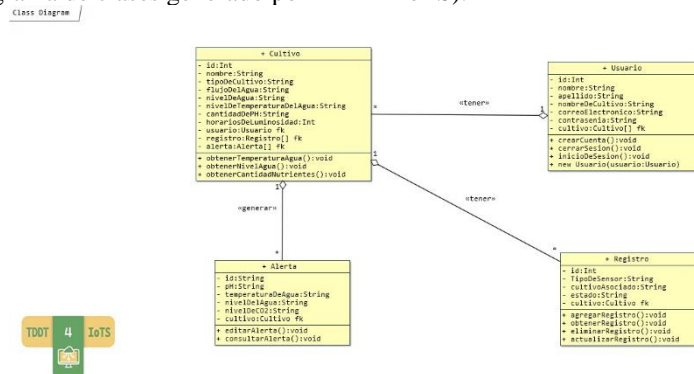 Class Diagram
+ Cultivo
- id:Int
- nombre:String
- tipoDeCultivo:String
- flujoDelAgua:String
- nivelDeAgua:String
- nivelDeTemperaturaDelAgua:String
- cantidadDePH:String
- horariosDeLuminosidad:Int
- usuario:Usuario fk
- registro:Registro[] fk
- alerta:Alerta[] fk
+ obtenerTemperaturaAgua():void
+ obtenerNivelAgua():void
+ obtenerCantidadNutrientes():void
*
«tener»
1
+ Usuario
- id:Int
- nombre:String
- apellido:String
- nombreDeCultivo:String
- correoElectronico:String
- contrasenia:String
- cultivo:Cultivo[] fk
+ crearCuenta():void
+ cerrarSesion():void
+ inicioDeSesion():void
+ new Usuario(usuario:Usuario)
1
«tener»
*
1
«generar»
*
+ Alerta
- id:String
- pH:String
- temperaturaDeAgua:String
- nivelDelAgua:String
- nivelDeCO2:String
- cultivo:Cultivo fk
+ editarAlerta():void
+ consultarAlerta():void
+ Registro
- id:Int
- TipoDeSensor:String
- cultivoAsociado:String
- estado:String
- cultivo:Cultivo fk
+ agregarRegistro():void
+ obtenerRegistro():void
+ eliminarRegistro():void
+ actualizarRegistro():void
TDDT 4 IoTS